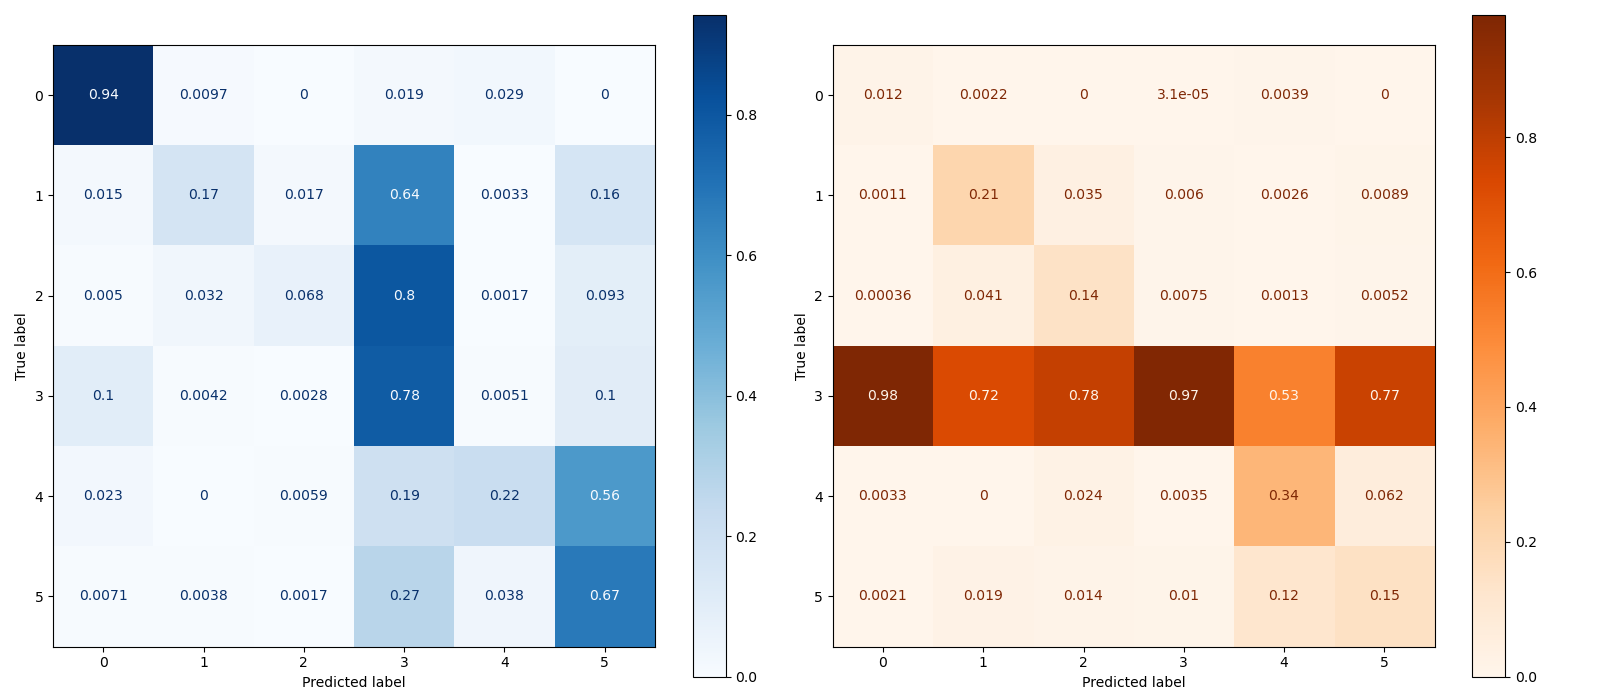 0 0.94 0.0097 0 0.019 0.029 0
1 0.015 0.17 0.017 0.64 0.0033 0.16
2 0.005 0.032 0.068 0.8 0.0017 0.093
3 0.1 0.0042 0.0028 0.78 0.0051 0.1
4 0.023 0 0.0059 0.19 0.22 0.56
5 0.0071 0.0038 0.0017 0.27 0.038 0.67
0 1 2 3 4 5
Predicted label
True label
0.8
0.6
0.4
0.2
0.0
0 0.012 0.0022 0 3.1e-05 0.0039 0
1 0.0011 0.21 0.035 0.006 0.0026 0.0089
2 0.00036 0.041 0.14 0.0075 0.0013 0.0052
3 0.98 0.72 0.78 0.97 0.53 0.77
4 0.0033 0 0.024 0.0035 0.34 0.062
5 0.0021 0.019 0.014 0.01 0.12 0.15
0 1 2 3 4 5
Predicted label
True label
0.8
0.6
0.4
0.2
0.0